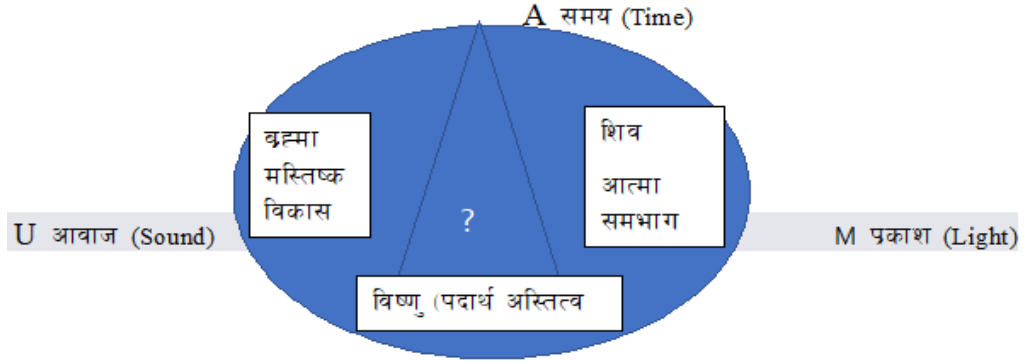 A समय (Time)
ब्रह्मा
मस्तिष्क
विकास
शिव
आत्मा
समभाग
?
U आवाज (Sound)
M प्रकाश (Light)
विष्णु (पदार्थ अस्तित्व